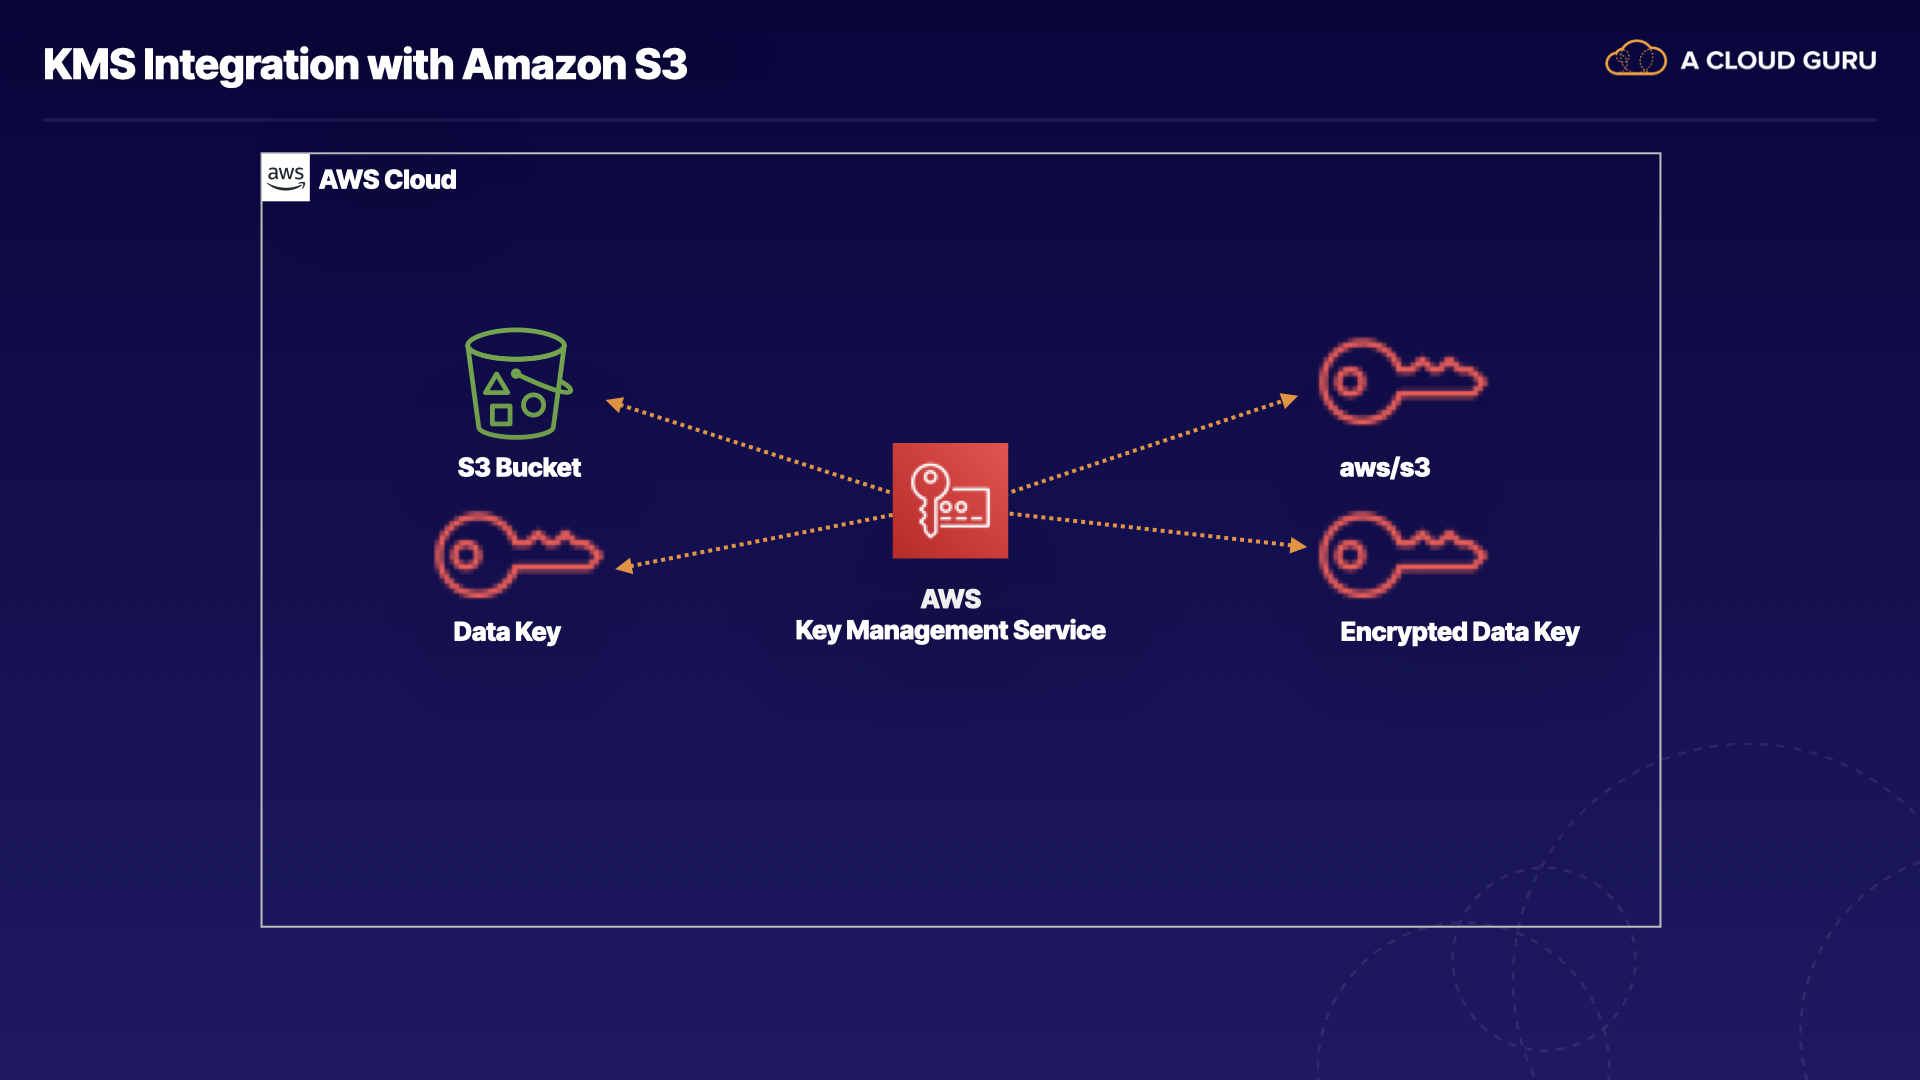 KMS Integration with Amazon S3
A CLOUD GURU
aws
AWS Cloud
S3 Bucket
aws/s3
AWS
Key Management Service
Data Key
Encrypted Data Key